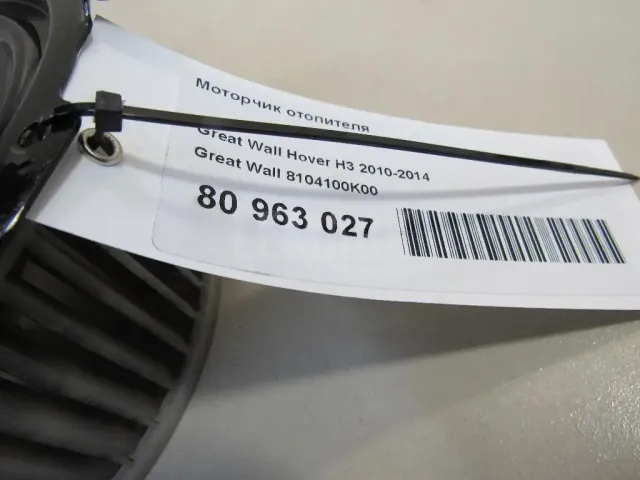 Моторчик отопителя
Great Wall Hover H3 2010-2014
Great Wall 8104100K00
80 963 027